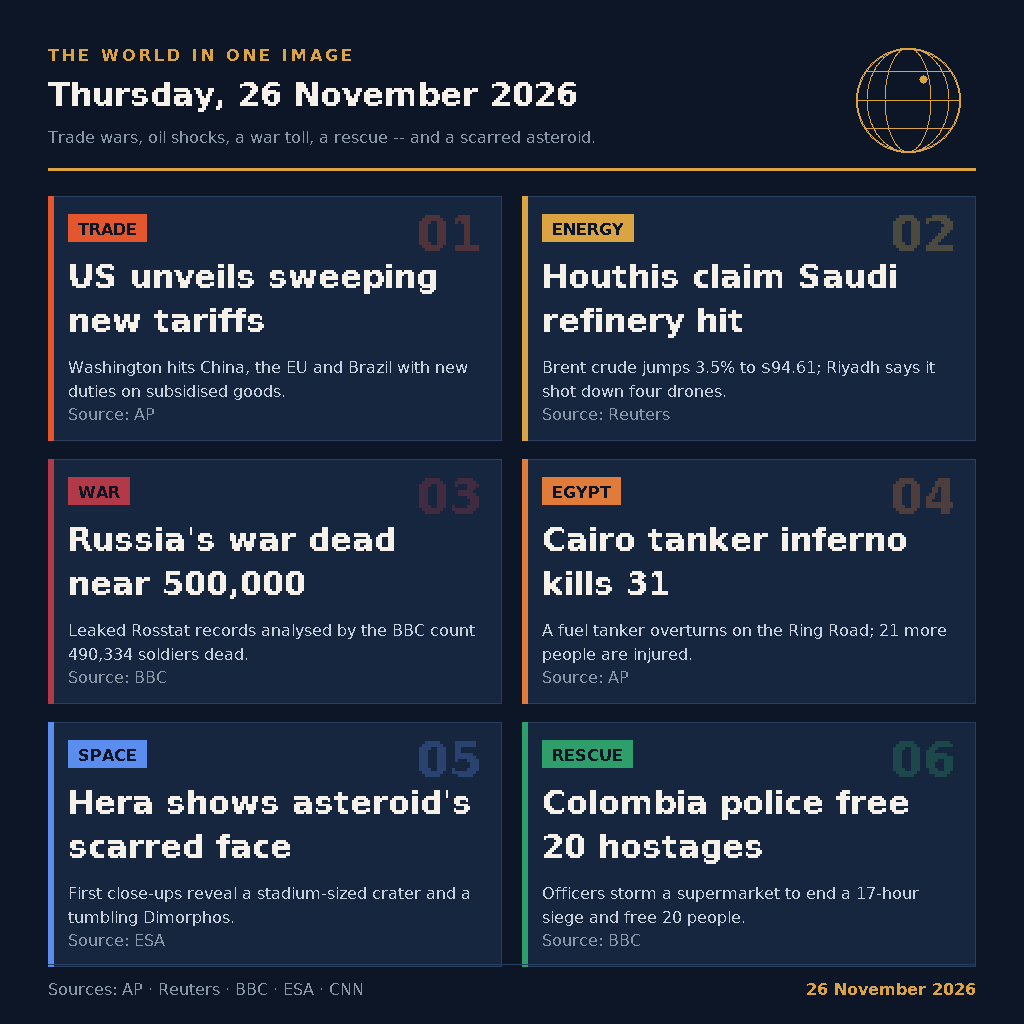 THE WORLD IN ONE IMAGE
Thursday, 26 November 2026
Trade wars, oil shocks, a war toll, a rescue -- and a scarred asteroid.
TRADE
01
US unveils sweeping
new tariffs
Washington hits China, the EU and Brazil with new
duties on subsidised goods.
Source: AP
ENERGY
02
Houthis claim Saudi
refinery hit
Brent crude jumps 3.5% to $94.61; Riyadh says it
shot down four drones.
Source: Reuters
WAR
03
Russia's war dead
near 500,000
Leaked Rosstat records analysed by the BBC count
490,334 soldiers dead.
Source: BBC
EGYPT
04
Cairo tanker inferno
kills 31
A fuel tanker overturns on the Ring Road; 21 more
people are injured.
Source: AP
SPACE
05
Hera shows asteroid's
scarred face
First close-ups reveal a stadium-sized crater and a
tumbling Dimorphos.
Source: ESA
RESCUE
06
Colombia police free
20 hostages
Officers storm a supermarket to end a 17-hour
siege and free 20 people.
Source: BBC
Sources: AP · Reuters · BBC · ESA · CNN
26 November 2026